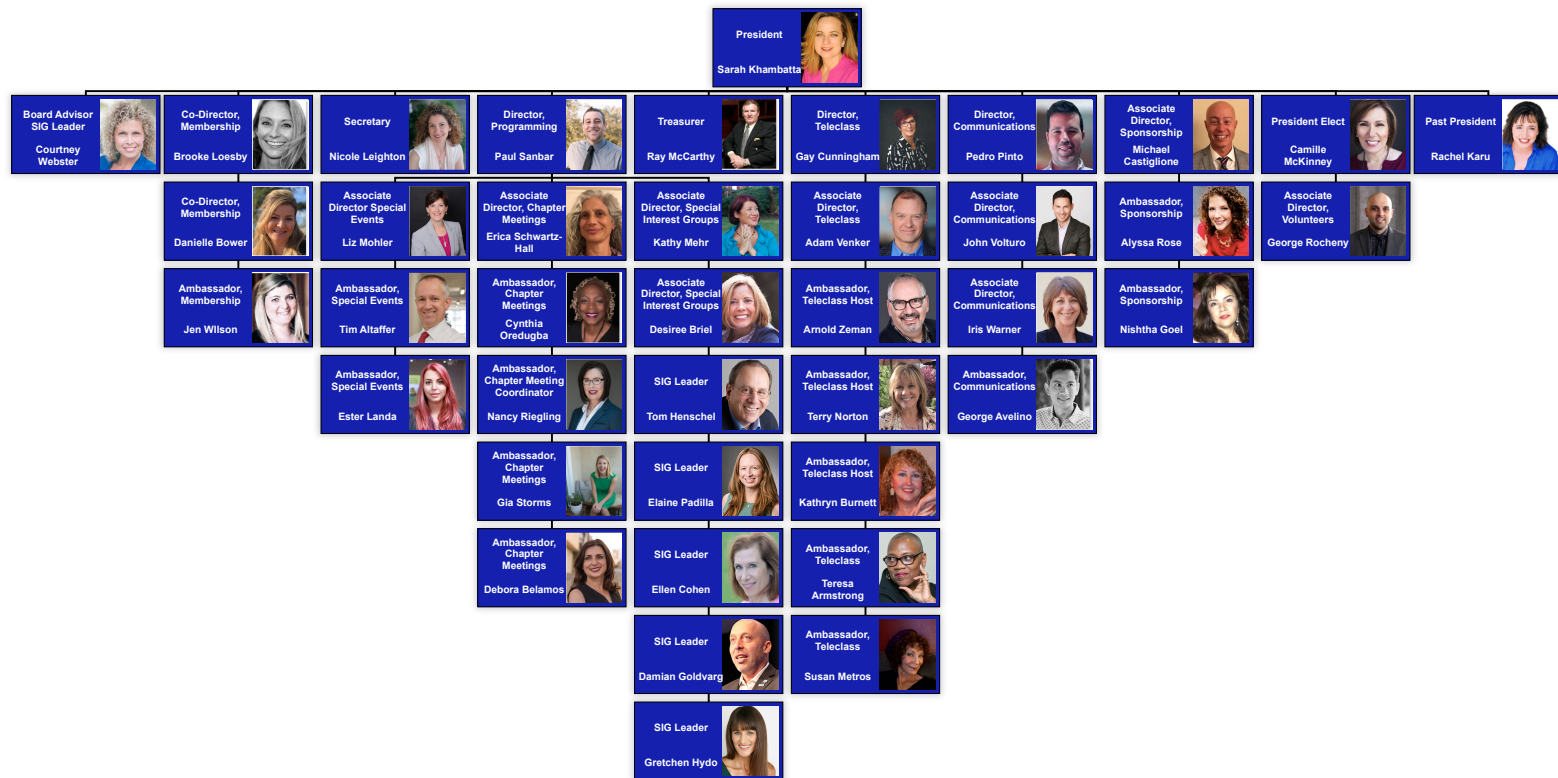 President
Sarah Khambatta
Board Advisor
SIG Leader
Courtney
Webster
Co-Director,
Membership
Brooke Loesby
Secretary
Nicole Leighton
Director,
Programming
Paul Sanbar
Treasurer
Ray McCarthy
Director,
Teleclass
Gay Cunningham
Director,
Communications
Pedro Pinto
Associate
Director,
Sponsorship
Michael
Castiglione
President Elect
Camille
McKinney
Past President
Rachel Karu
Co-Director,
Membership
Danielle Bower
Associate
Director Special
Events
Liz Mohler
Associate
Director, Chapter
Meetings
Erica Schwartz-
Hall
Associate
Director, Special
Interest Groups
Kathy Mehr
Associate
Director,
Teleclass
Adam Venker
Associate
Director,
Communications
John Volturo
Ambassador,
Sponsorship
Alyssa Rose
Associate
Director,
Volunteers
George Rocheny
Ambassador,
Membership
Jen WIlson
Ambassador,
Special Events
Tim Altaffer
Ambassador,
Chapter
Meetings
Cynthia
Oredugba
Associate
Director, Special
Interest Groups
Desiree Briel
Ambassador,
Teleclass Host
Arnold Zeman
Associate
Director,
Communications
Iris Warner
Ambassador,
Sponsorship
Nishtha Goel
Ambassador,
Special Events
Ester Landa
Ambassador,
Chapter Meeting
Coordinator
Nancy Riegling
SIG Leader
Tom Henschel
Ambassador,
Teleclass Host
Terry Norton
Ambassador,
Communications
George Avelino
Ambassador,
Chapter
Meetings
Gia Storms
SIG Leader
Elaine Padilla
Ambassador,
Teleclass Host
Kathryn Burnett
Ambassador,
Chapter
Meetings
Debora Belamos
SIG Leader
Ellen Cohen
Ambassador,
Teleclass
Teresa
Armstrong
SIG Leader
Damian Goldvarg
Ambassador,
Teleclass
Susan Metros
SIG Leader
Gretchen Hydo